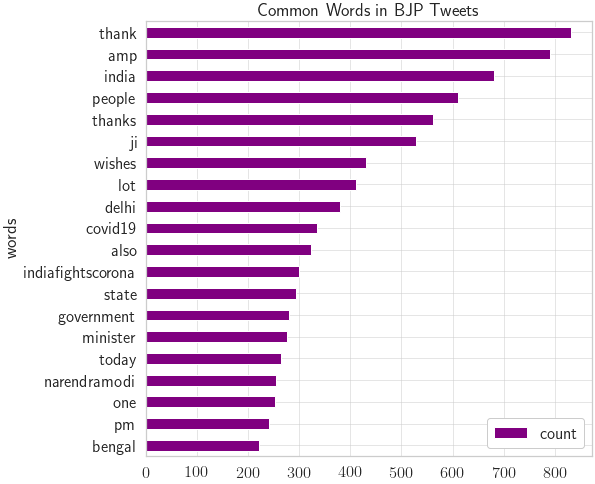 Common Words in BJP Tweets
words
thank
amp
india
people
thanks
ji
wishes
lot
delhi
covid19
also
indiafightscorona
state
government
minister
today
narendramodi
one
pm
bengal
count
0 100 200 300 400 500 600 700 800